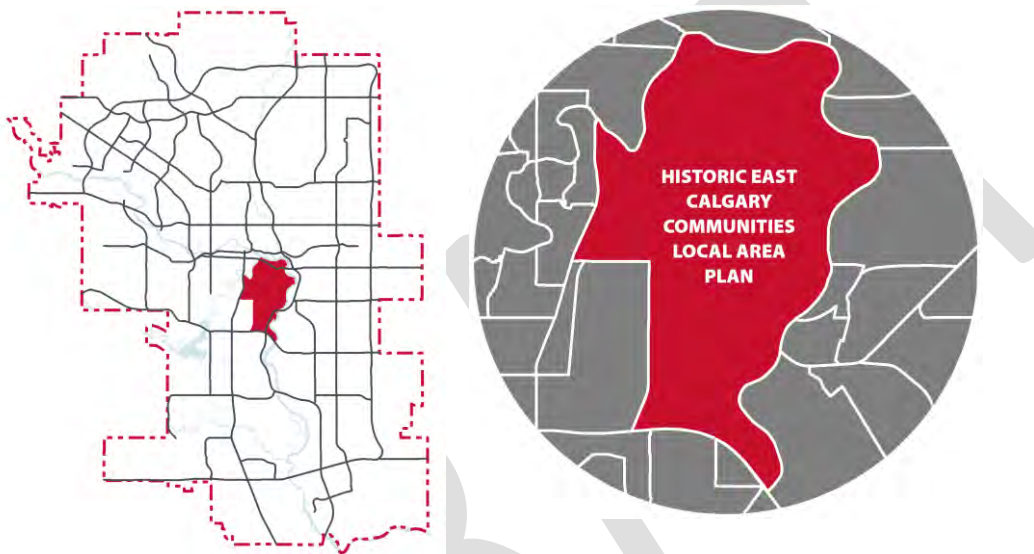 HISTORIC EAST
CALGARY
COMMUNITIES
LOCAL AREA
PLAN